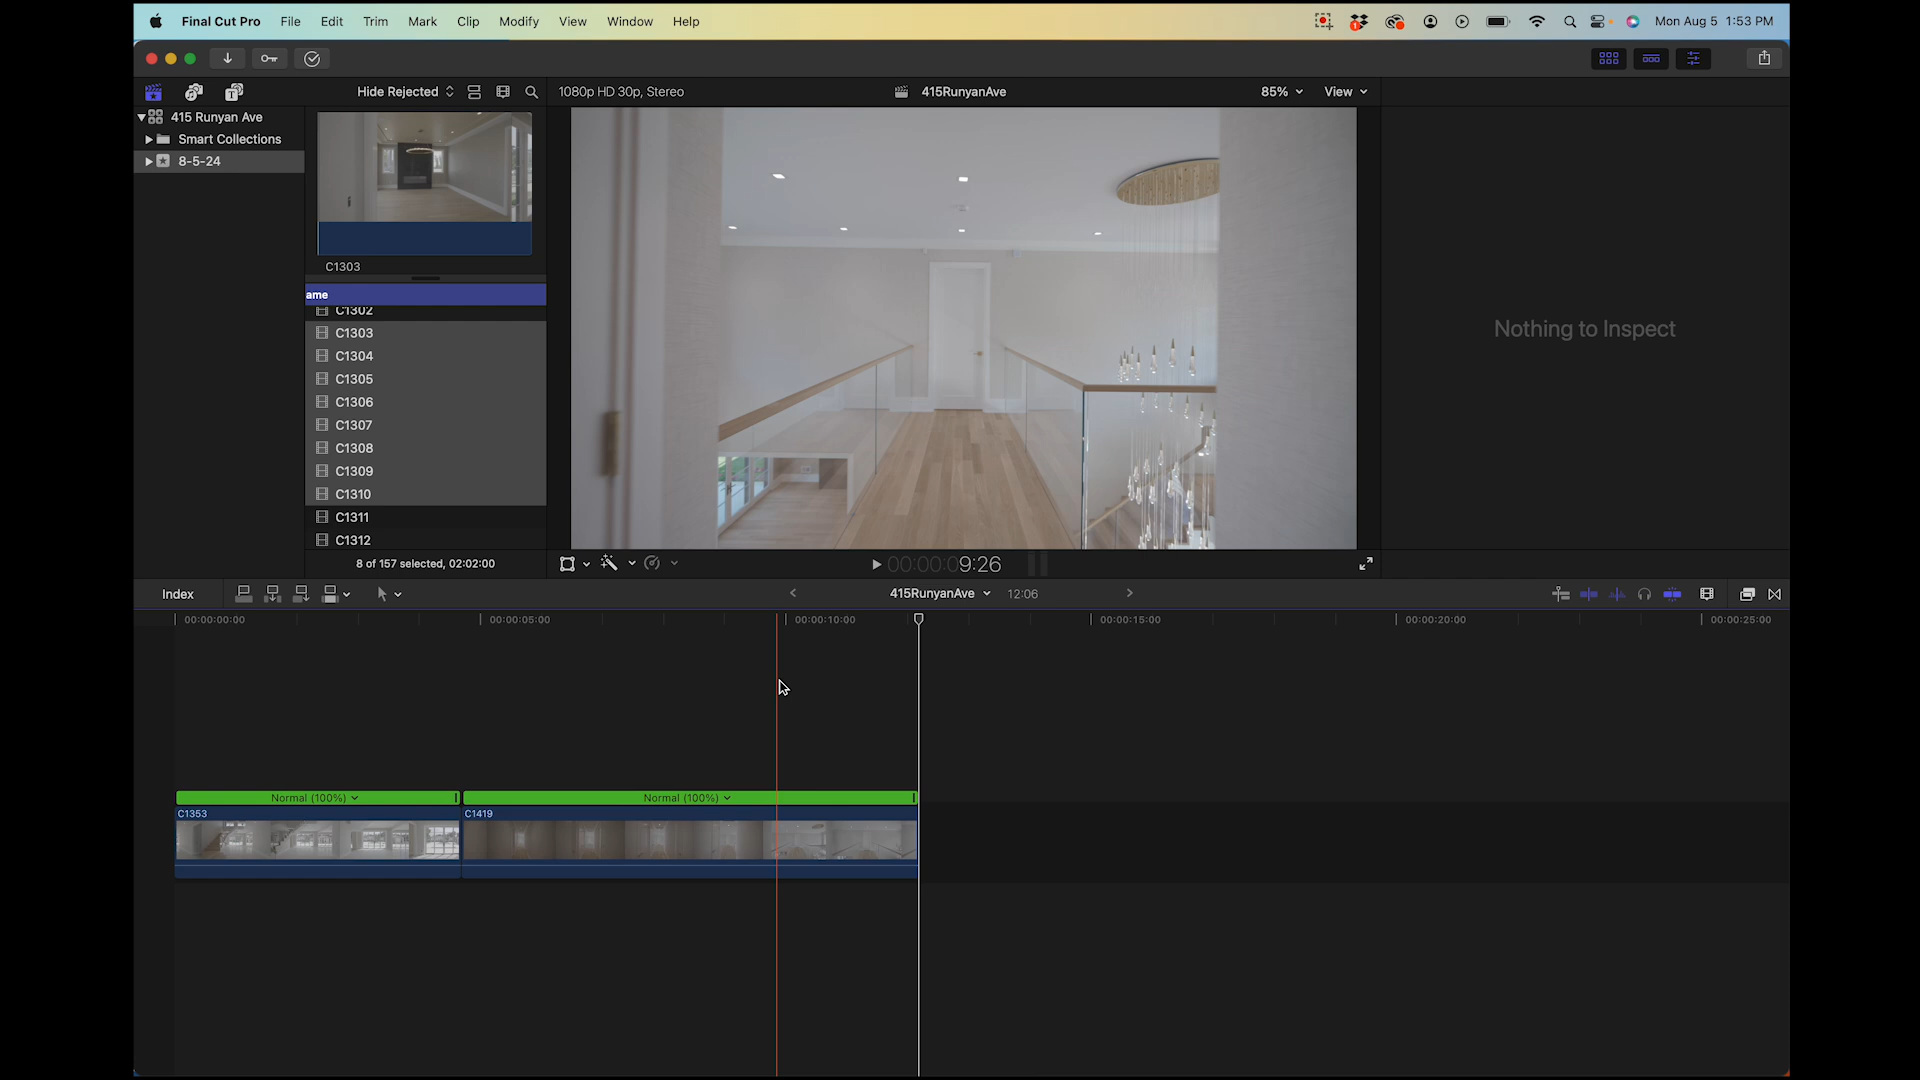 Final Cut Pro File Edit Trim Mark Clip Modify View Window Help Mon Aug 5 1:53 PM
Hide Rejected 1080p HD 30p, Stereo 415RunyanAve 85% View
415 Runyan Ave
Smart Collections
8-5-24
C1303
ame
C1302
C1303
C1304
C1305
C1306
C1307
C1308
C1309
C1310
C1311
C1312
8 of 157 selected, 02:02:00
Nothing to Inspect
00:00:09:26
Index 415RunyanAve 12:06
00:00:00:00 00:00:05:00 00:00:10:00 00:00:15:00 00:00:20:00 00:00:25:00
Normal (100%) Normal (100%)
C1353 C1419